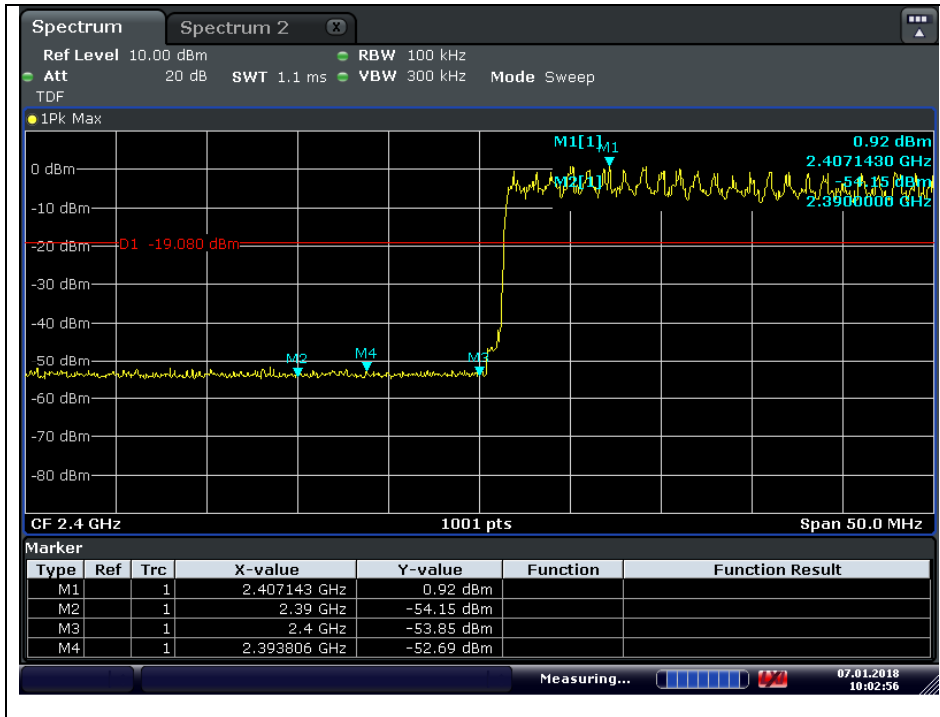 Spectrum Spectrum 2 X
Ref Level 10.00 dBm RBW 100 kHz
Att 20 dB SWT 1.1 ms VBW 300 kHz Mode Sweep
TDF
1Pk Max
M1[1] 0.92 dBm
M1
2.4071430 GHz
0 dBm
M2[1] -54.15 dBm
2.3900000 GHz
-10 dBm
-20 dBm D1 -19.080 dBm
-30 dBm
-40 dBm
M2 M4 M3
-50 dBm
-60 dBm
-70 dBm
-80 dBm
CF 2.4 GHz 1001 pts Span 50.0 MHz
Marker
Type Ref Trc X-value Y-value Function Function Result
M1 1 2.407143 GHz 0.92 dBm
M2 1 2.39 GHz -54.15 dBm
M3 1 2.4 GHz -53.85 dBm
M4 1 2.393806 GHz -52.69 dBm
Measuring... 07.01.2018
10:02:56